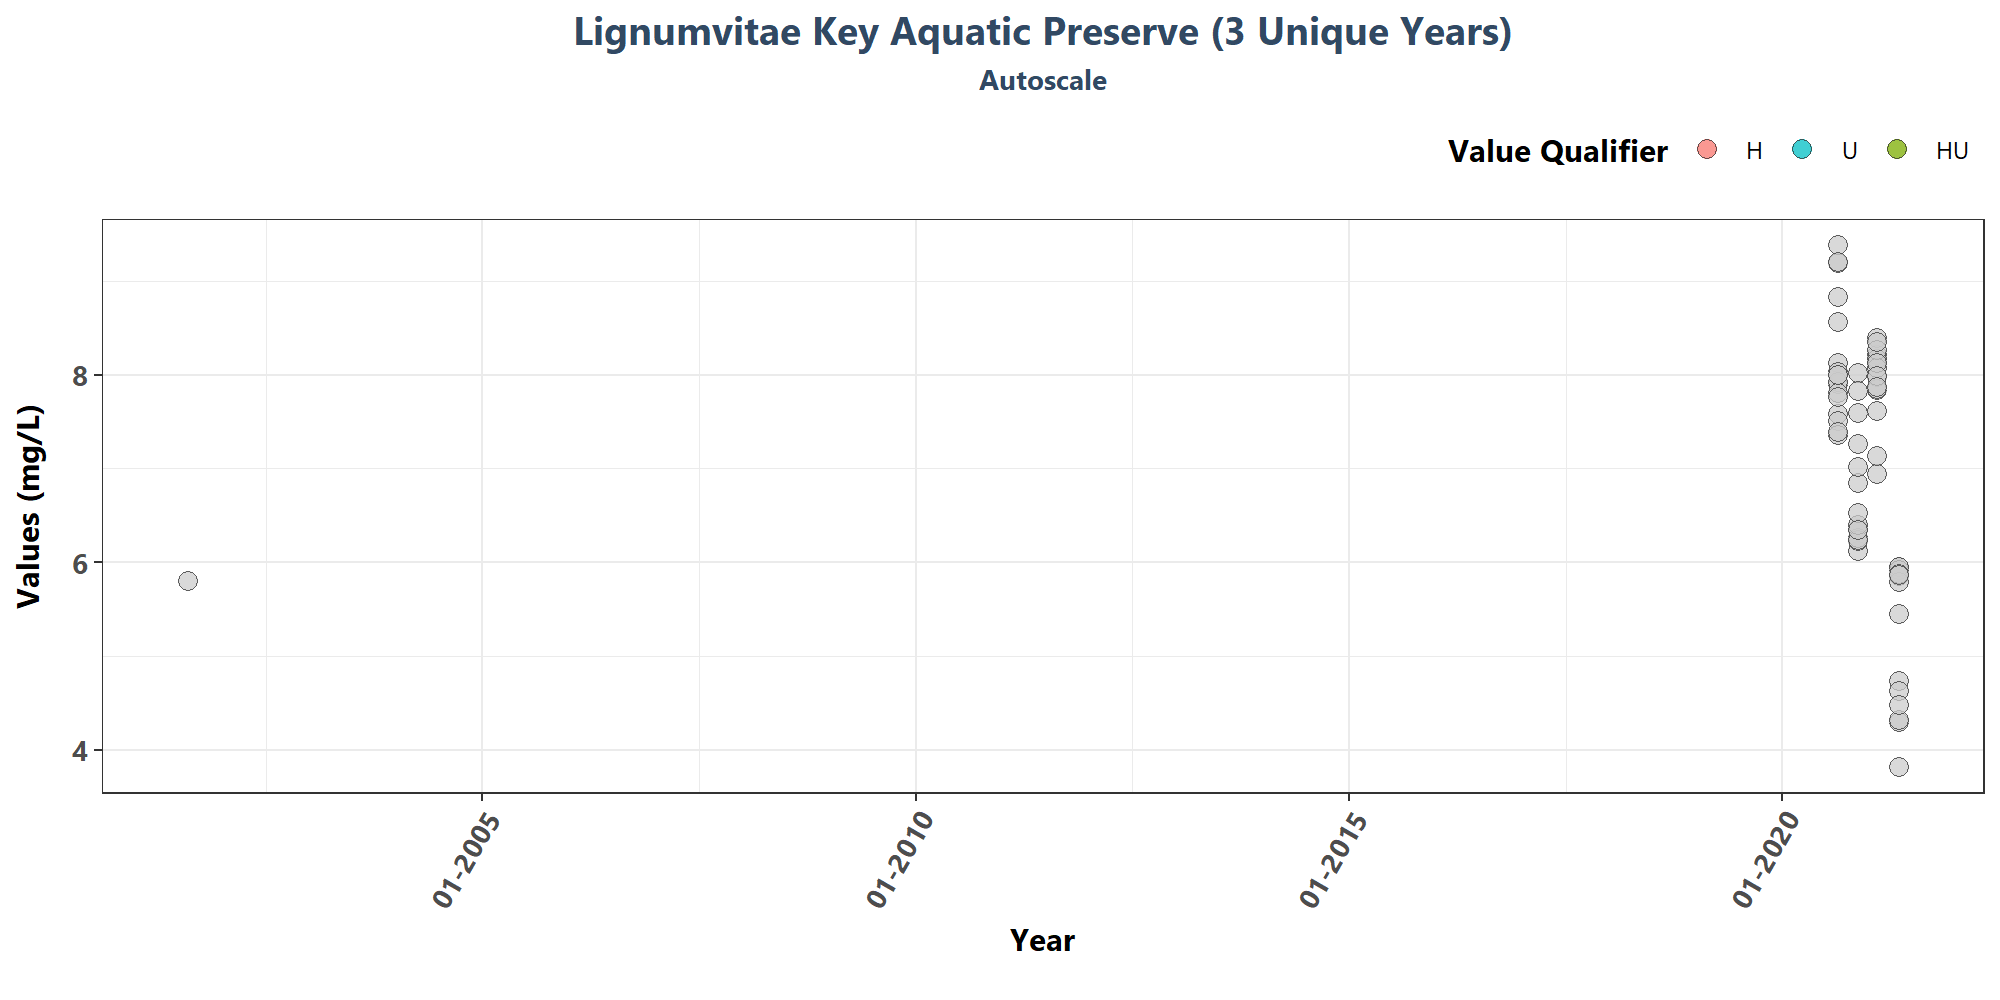 Lignumvitae Key Aquatic Preserve (3 Unique Years)
Autoscale
Value Qualifier H U HU
Values (mg/L)
8
6
4
01-2005 01-2010 01-2015 01-2020
Year